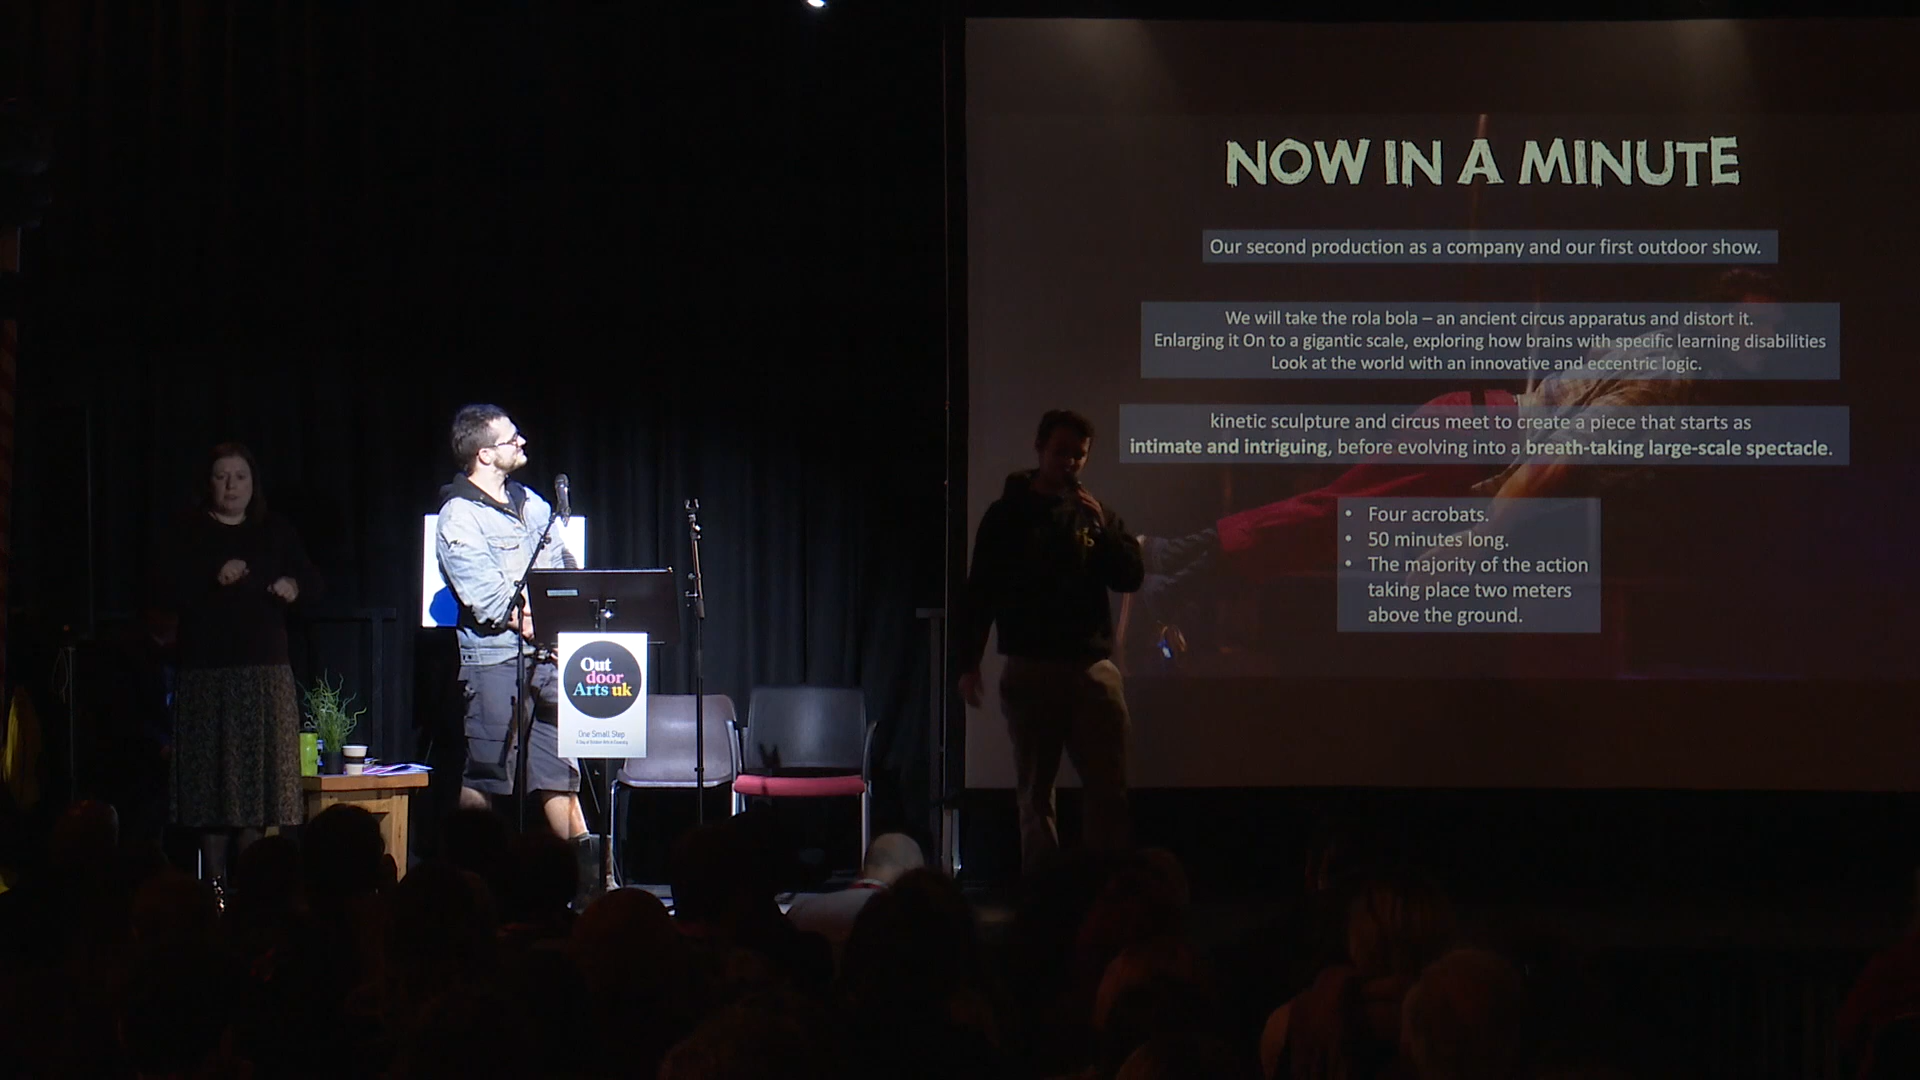 NOW IN A MINUTE
Our second production as a company and our first outdoor show.
We will take the rola bola – an ancient circus apparatus and distort it.
Enlarging it On to a gigantic scale, exploring how brains with specific learning disabilities
Look at the world with an innovative and eccentric logic.
kinetic sculpture and circus meet to create a piece that starts as
intimate and intriguing, before evolving into a breath-taking large-scale spectacle.
• Four acrobats.
• 50 minutes long.
• The majority of the action
taking place two meters
above the ground.
Out
door
Arts uk
One Small Step